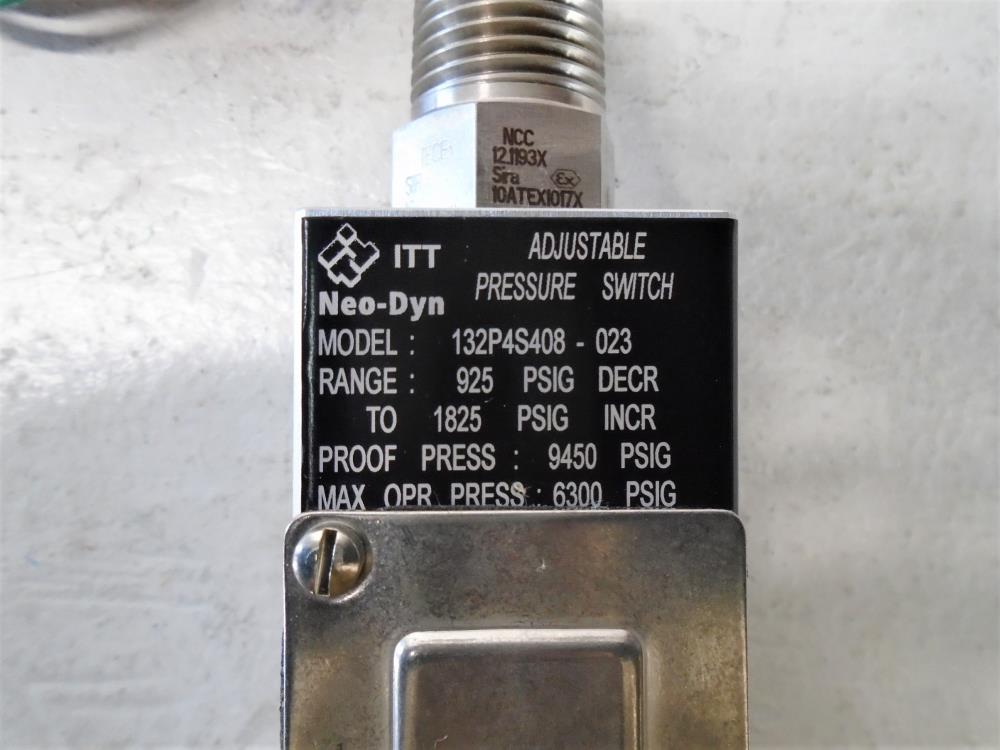 NCC
12.1193X
Sira
Ex
10ATEX1017X
ITT
Neo-Dyn
ADJUSTABLE
PRESSURE SWITCH
MODEL : 132P4S408 - 023
RANGE : 925 PSIG DECR
TO 1825 PSIG INCR
PROOF PRESS : 9450 PSIG
MAX OPR PRESS : 6300 PSIG